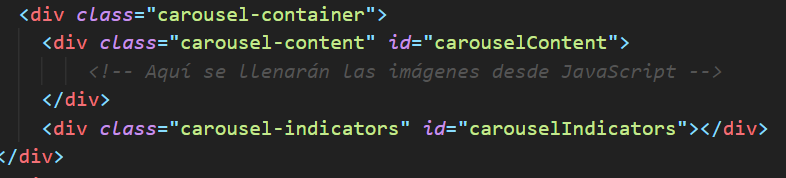 <div class="carousel-container">
<div class="carousel-content" id="carouselContent">
<!-- Aquí se llenarán las imágenes desde JavaScript -->
</div>
<div class="carousel-indicators" id="carouselIndicators"></div>
</div>